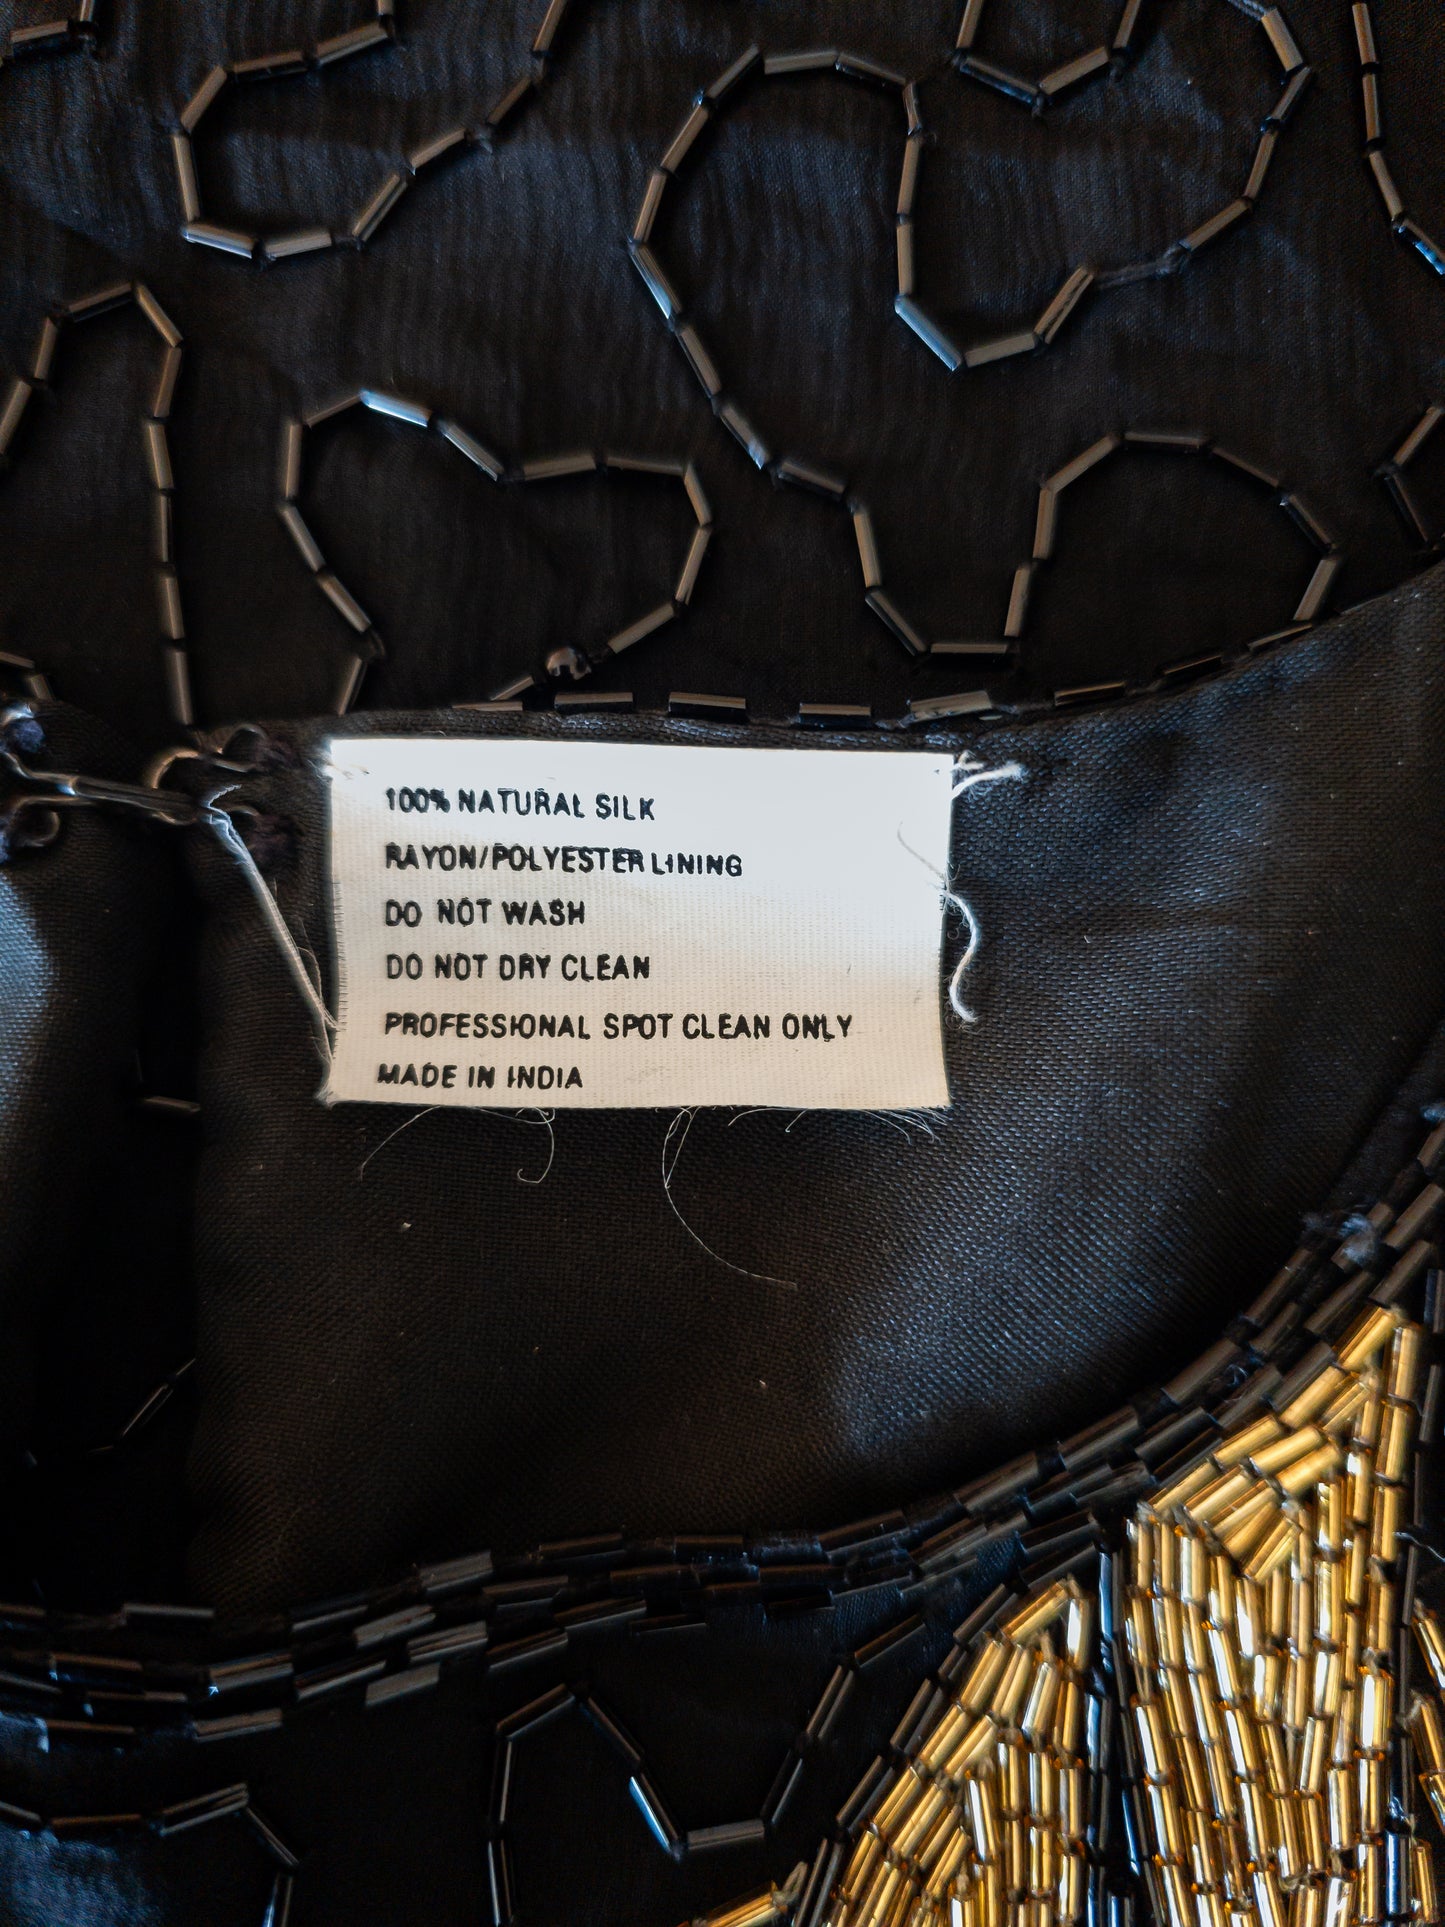 100% NATURAL SILK
RAYON/POLYESTER LINING
DO NOT WASH
DO NOT DRY CLEAN
PROFESSIONAL SPOT CLEAN ONLY
MADE IN INDIA